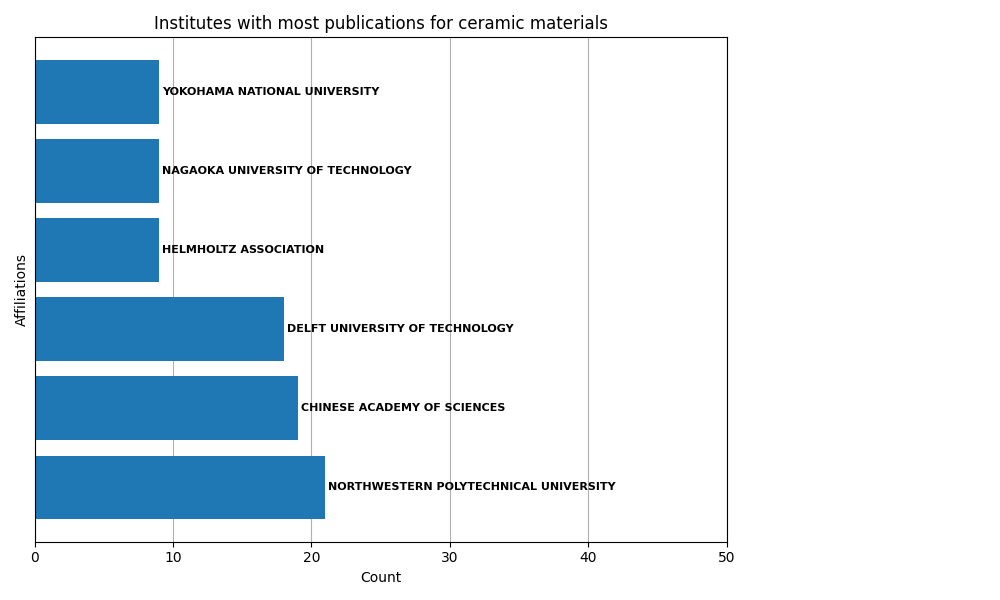 Institutes with most publications for ceramic materials
YOKOHAMA NATIONAL UNIVERSITY
NAGAOKA UNIVERSITY OF TECHNOLOGY
HELMHOLTZ ASSOCIATION
DELFT UNIVERSITY OF TECHNOLOGY
CHINESE ACADEMY OF SCIENCES
NORTHWESTERN POLYTECHNICAL UNIVERSITY
Affiliations
0 10 20 30 40 50
Count